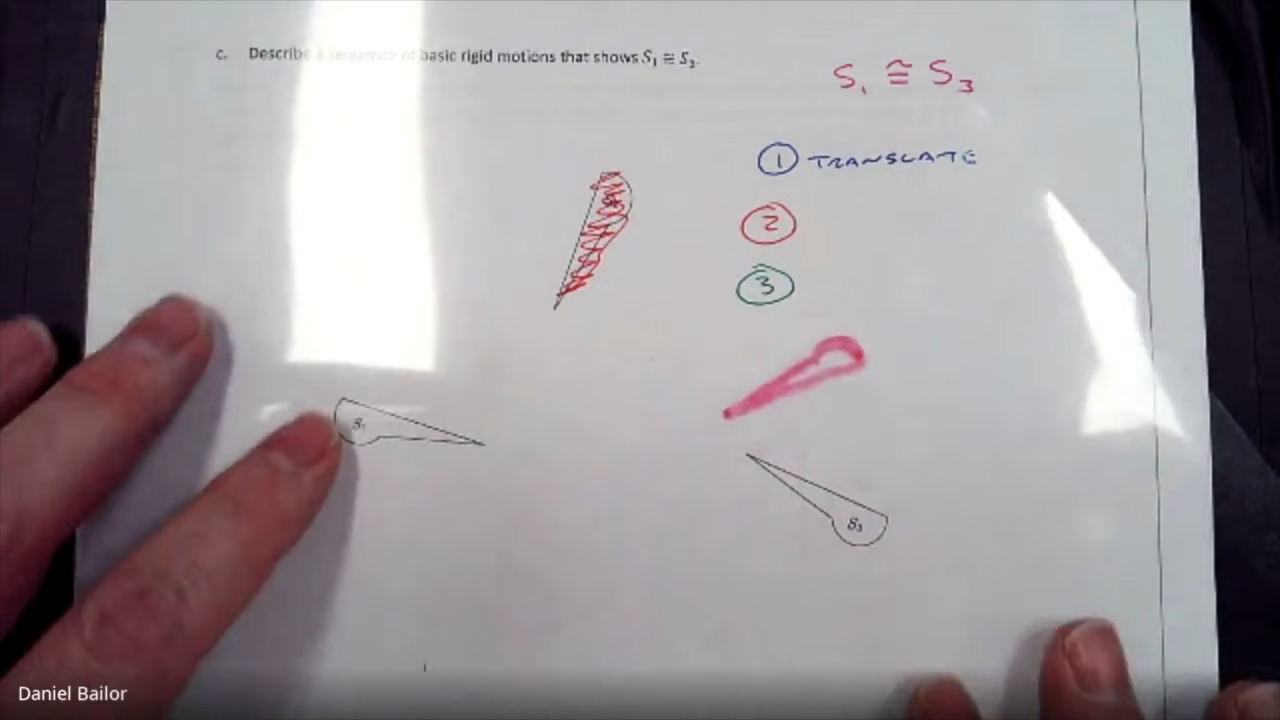 c. Describe a sequence of basic rigid motions that shows S₁ ≅ S₃.
S₁ ≅ S₃
① TRANSLATE
②
③
S₁
S₃
Daniel Bailor